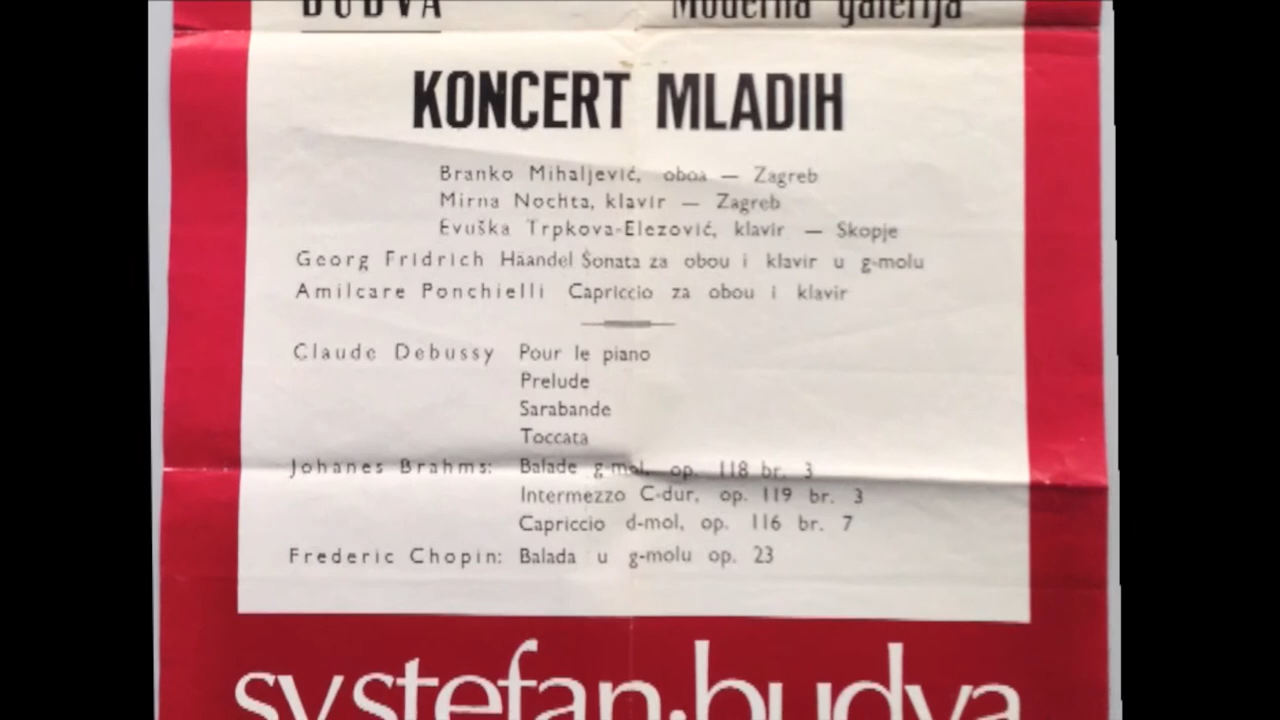 BUDVA Moderna galerija
KONCERT MLADIH
Branko Mihaljević, oboa — Zagreb
Mirna Nochta, klavir — Zagreb
Evuška Trpkova-Elezović, klavir — Skopje
Georg Fridrich Häandel Sonata za obou i klavir u g-molu
Amilcare Ponchielli Capriccio za obou i klavir
Claude Debussy Pour le piano
Prelude
Sarabande
Toccata
Johanes Brahms: Balade g-mol, op. 118 br. 3
Intermezzo C-dur, op. 119 br. 3
Capriccio d-mol, op. 116 br. 7
Frederic Chopin: Balada u g-molu op. 23
sv stefan·budva